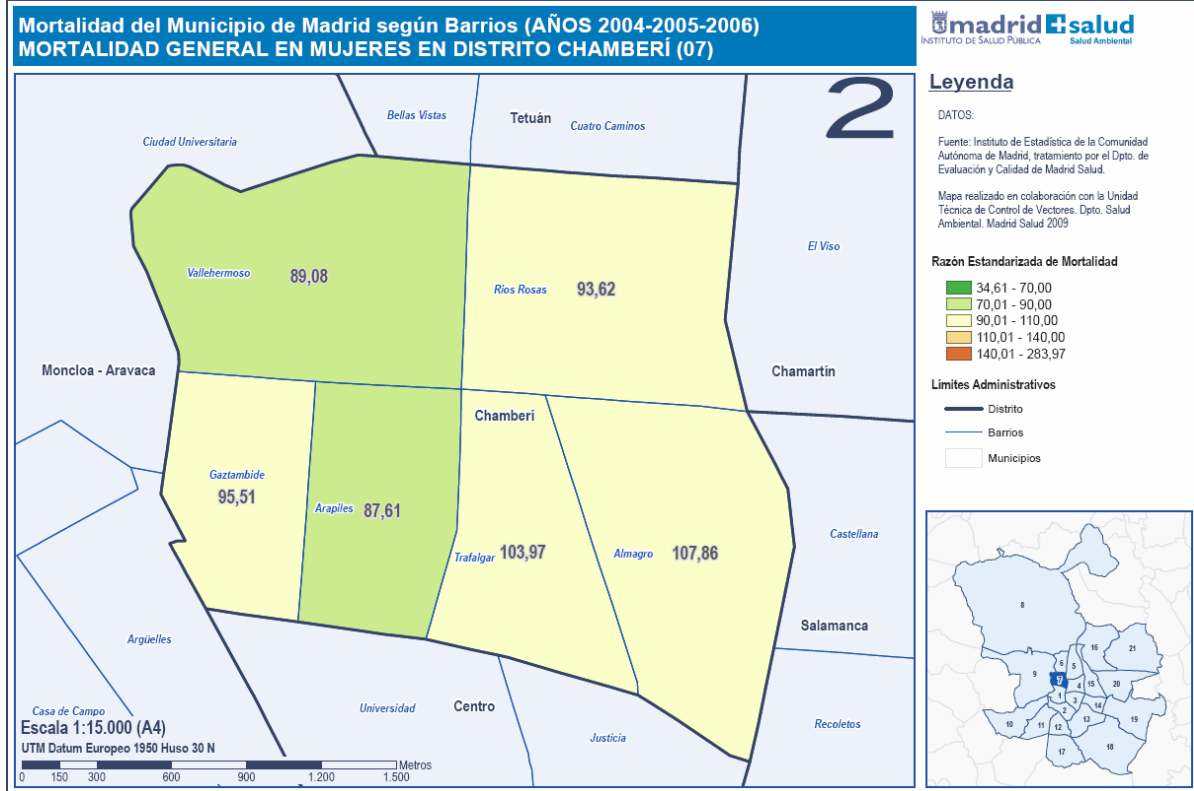 Mortalidad del Municipio de Madrid según Barrios (AÑOS 2004-2005-2006)
MORTALIDAD GENERAL EN MUJERES EN DISTRITO CHAMBERÍ (07)
madrid salud
INSTITUTO DE SALUD PÚBLICA Salud Ambiental
2
Bellas Vistas
Tetuán
Cuatro Caminos
Ciudad Universitaria
El Viso
Vallehermoso 89,08
Ríos Rosas 93,62
Moncloa - Aravaca
Chamartín
Chamberí
Gaztambide
95,51
Arapiles 87,61
Trafalgar 103,97
Almagro 107,86
Castellana
Argüelles
Salamanca
Casa de Campo
Universidad
Centro
Justicia
Recoletos
Escala 1:15.000 (A4)
UTM Datum Europeo 1950 Huso 30 N
Metros
0 150 300 600 900 1.200 1.500
Leyenda
DATOS:
Fuente: Instituto de Estadística de la Comunidad
Autónoma de Madrid, tratamiento por el Dpto. de
Evaluación y Calidad de Madrid Salud.
Mapa realizado en colaboración con la Unidad
Técnica de Control de Vectores. Dpto. Salud
Ambiental. Madrid Salud 2009
Razón Estandarizada de Mortalidad
34,61 - 70,00
70,01 - 90,00
90,01 - 110,00
110,01 - 140,00
140,01 - 283,97
Límites Administrativos
Distrito
Barrios
Municipios
8
16
21
6
5
9
7
4
15
20
1
3
2
14
10
11
12
13
19
17
18